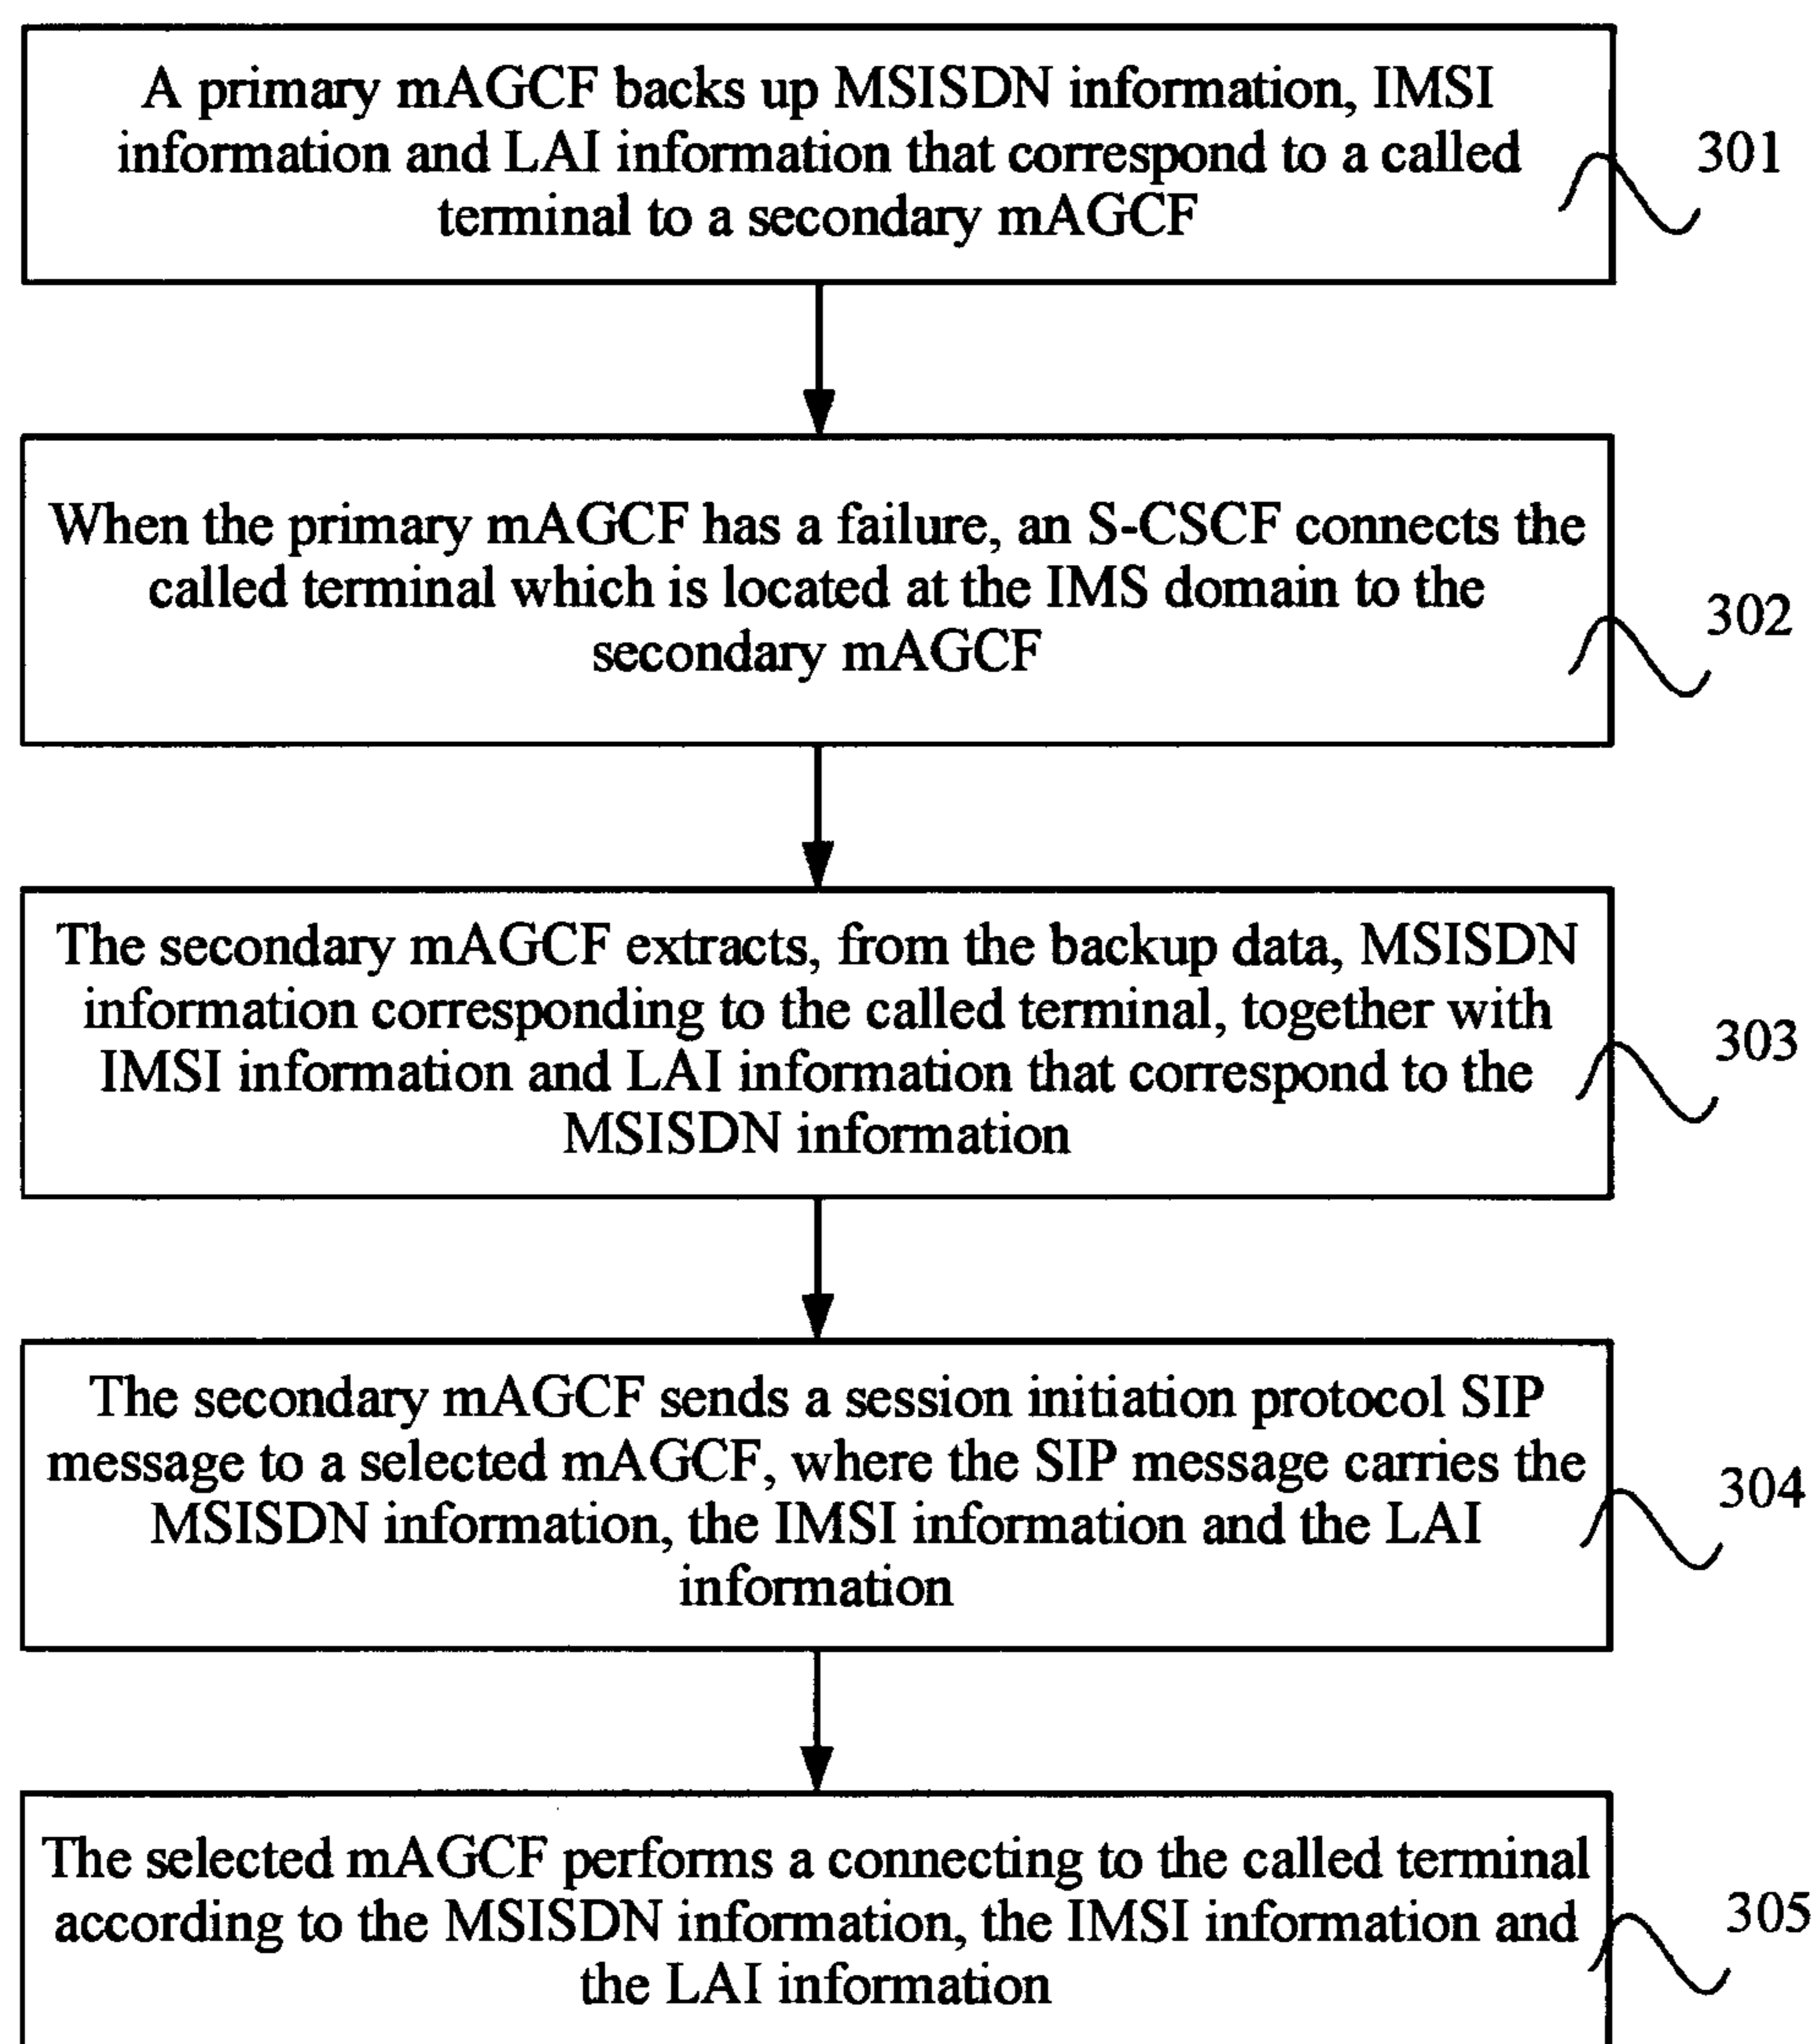 A primary mAGCF backs up MSISDN information, IMSI
information and LAI information that correspond to a called
terminal to a secondary mAGCF
301
When the primary mAGCF has a failure, an S-CSCF connects the
called terminal which is located at the IMS domain to the
secondary mAGCF
302
The secondary mAGCF extracts, from the backup data, MSISDN
information corresponding to the called terminal, together with
IMSI information and LAI information that correspond to the
MSISDN information
303
The secondary mAGCF sends a session initiation protocol SIP
message to a selected mAGCF, where the SIP message carries the
MSISDN information, the IMSI information and the LAI
information
304
The selected mAGCF performs a connecting to the called terminal
according to the MSISDN information, the IMSI information and
the LAI information
305